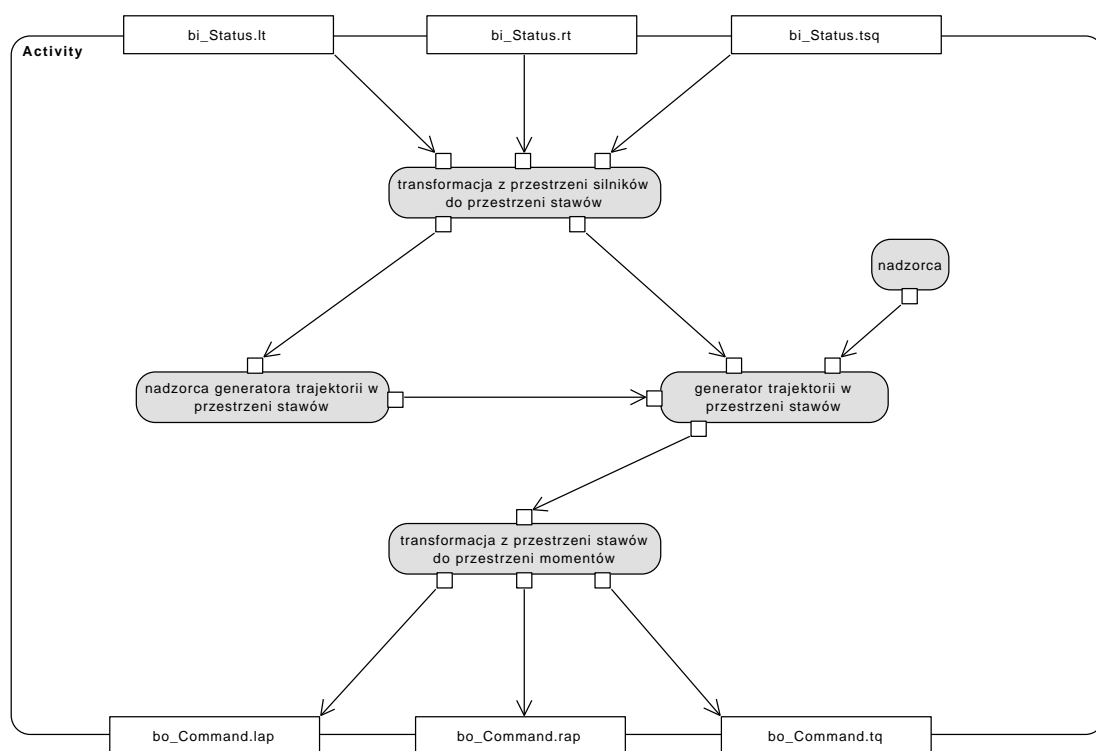 bi_Status.lt
bi_Status.rt
bi_Status.tsq
Activity
transformacja z przestrzeni silników
do przestrzeni stawów
nadzorca
nadzorca generatora trajektorii w
przestrzeni stawów
generator trajektorii w
przestrzeni stawów
transformacja z przestrzeni stawów
do przestrzeni momentów
bo_Command.lap
bo_Command.rap
bo_Command.tq